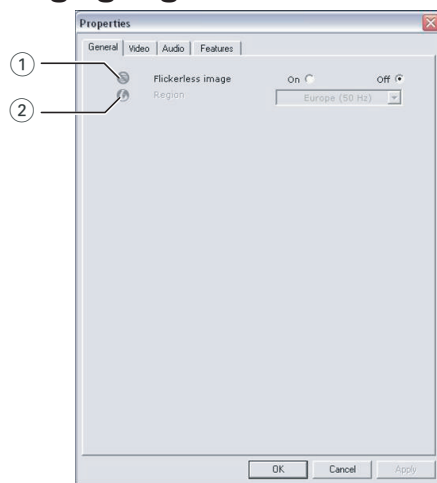 Properties
General Video Audio Features
1
Flickerless image On Off
2
Region Europe (50 Hz)
OK Cancel Apply